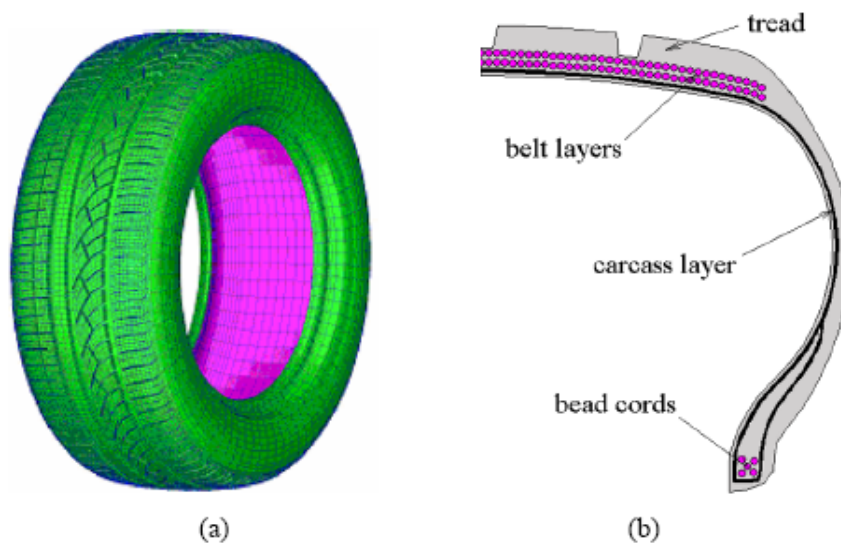 tread
belt layers
carcass layer
bead cords
(a)
(b)